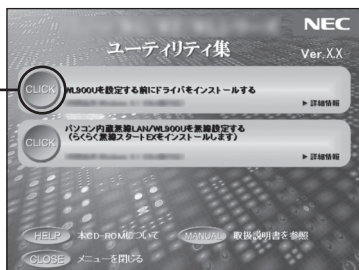 NEC
ユーティリティ集
Ver.X.X
CLICK
WL900Uを設定する前にドライバをインストールする
▶ 詳細情報
CLICK
パソコン内蔵無線LAN/WL900Uを無線設定する
(らくらく無線スタートEXをインストールします)
▶ 詳細情報
HELP 本CD-ROMについて MANUAL 取扱説明書を参照
CLOSE メニューを閉じる